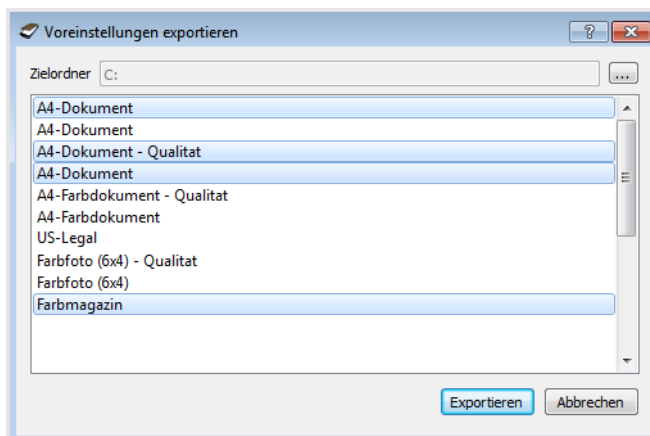 Voreinstellungen exportieren
Zielordner C:
A4-Dokument
A4-Dokument
A4-Dokument - Qualitat
A4-Dokument
A4-Farbdokument - Qualitat
A4-Farbdokument
US-Legal
Farbfoto (6x4) - Qualitat
Farbfoto (6x4)
Farbmagazin
Exportieren Abbrechen